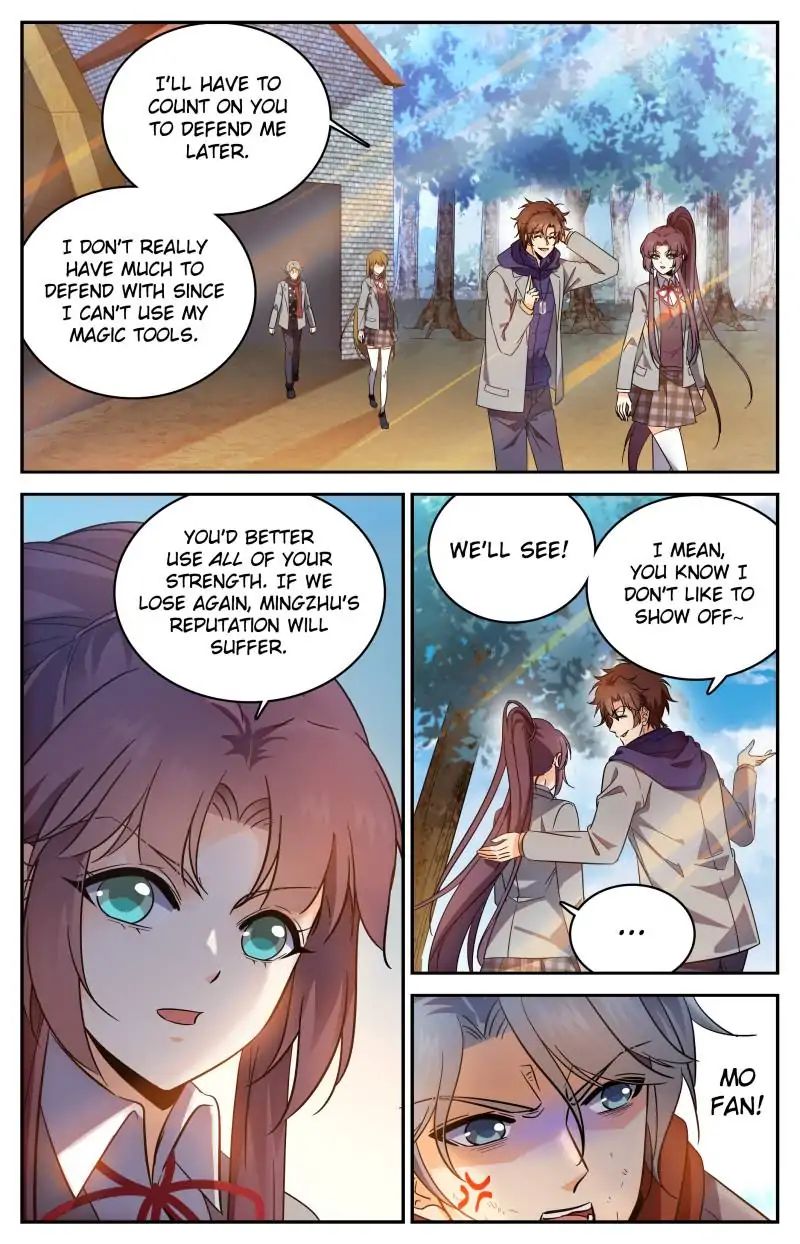 I'LL HAVE TO
COUNT ON YOU
TO DEFEND ME
LATER.
I DON'T REALLY
HAVE MUCH TO
DEFEND WITH SINCE
I CAN'T USE MY
MAGIC TOOLS.
YOU'D BETTER
USE ALL OF YOUR
STRENGTH. IF WE
LOSE AGAIN, MINGZHU'S
REPUTATION WILL
SUFFER.
WE'LL SEE!
I MEAN,
YOU KNOW I
DON'T LIKE TO
SHOW OFF~
...
MO
FAN!